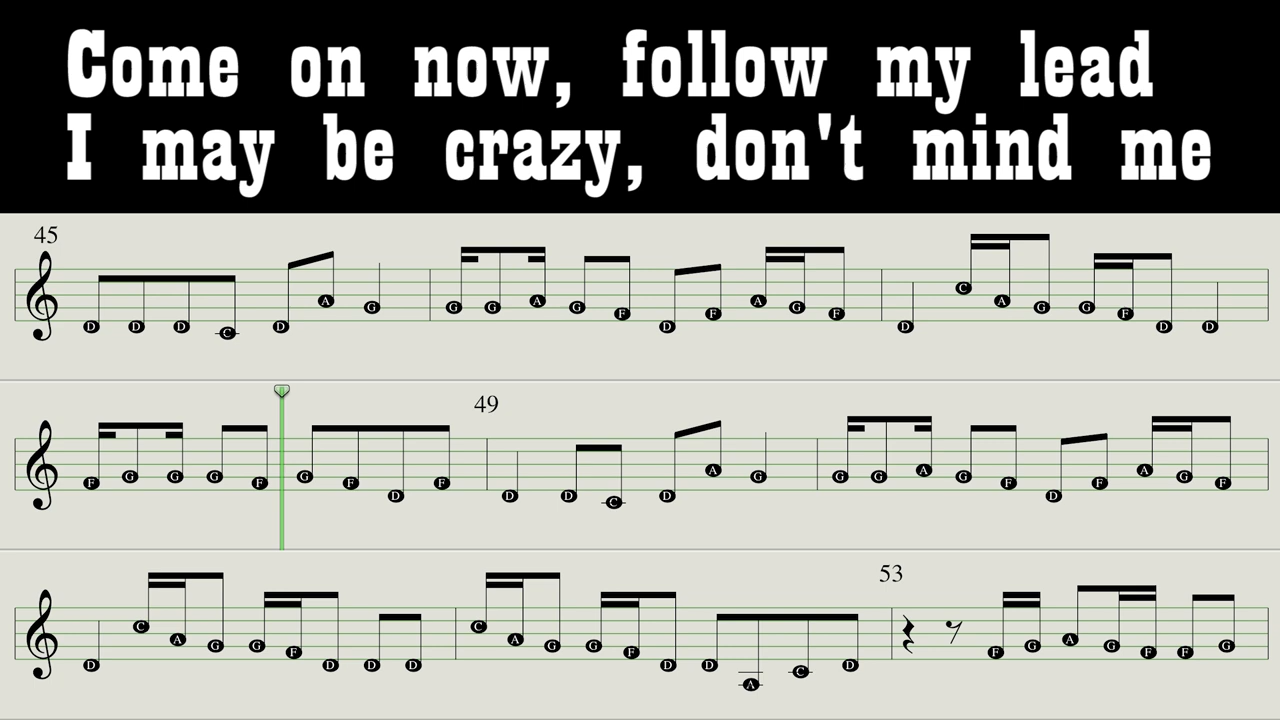 Come on now, follow my lead
I may be crazy, don't mind me
45
D D D C D A G G G A G F D F A G F D C A G G F D D
49
F G G G F G F D F D D C D A G G G A G F D F A G F
53
D C A G G F D D D C A G G F D D A C D F G A G F F G